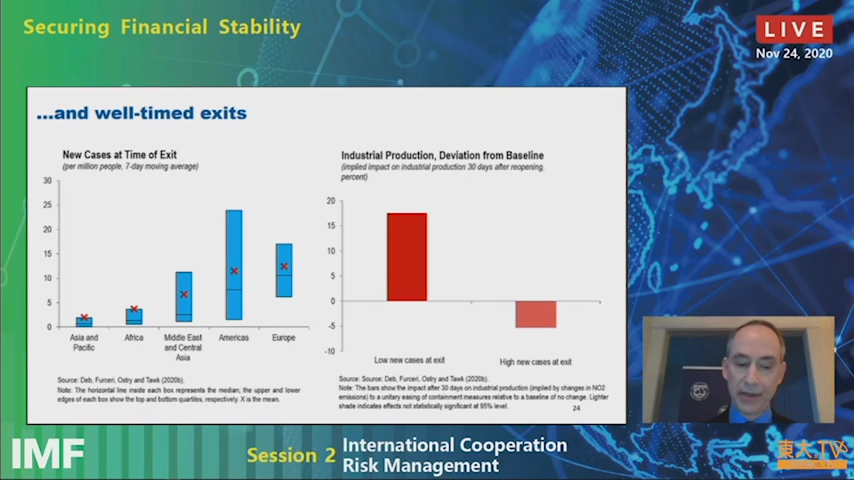 Securing Financial Stability
LIVE
Nov 24, 2020
...and well-timed exits
New Cases at Time of Exit
(per million people, 7-day moving average)
30
25
20
15
10
5
0
Asia and
Pacific
Africa
Middle East
and Central
Asia
Americas
Europe
Source: Deb, Furceri, Ostry and Tawk (2020b).
Note: The horizontal line inside each box represents the median; the upper and lower
edges of each box show the top and bottom quartiles, respectively. X is the mean.
Industrial Production, Deviation from Baseline
(implied impact on industrial production 30 days after reopening,
percent)
20
15
10
5
0
-5
-10
Low new cases at exit
High new cases at exit
Source: Source: Deb, Furceri, Ostry and Tawk (2020b).
Note: The bars show the impact after 30 days on industrial production (implied by changes in NO2
emissions) to a unitary easing of containment measures relative to a baseline of no change. Lighter
shade indicates effects not statistically significant at 95% level.
24
IMF
Session 2
International Cooperation
Risk Management
東大TV